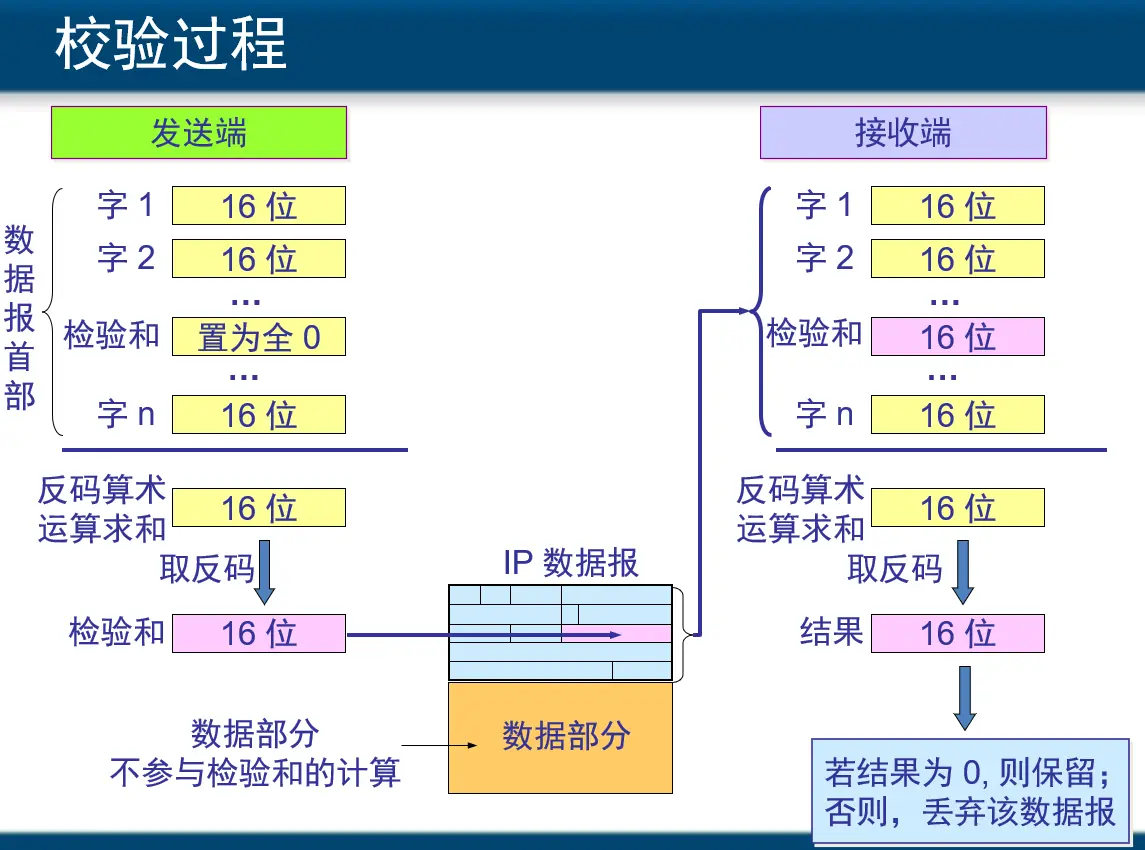 校验过程
发送端
数据报首部
字 1
16 位
字 2
16 位
...
检验和
置为全 0
...
字 n
16 位
反码算术
运算求和
16 位
取反码
检验和
16 位
IP 数据报
数据部分
数据部分
不参与检验和的计算
接收端
字 1
16 位
字 2
16 位
...
检验和
16 位
...
字 n
16 位
反码算术
运算求和
16 位
取反码
结果
16 位
若结果为 0, 则保留；
否则，丢弃该数据报